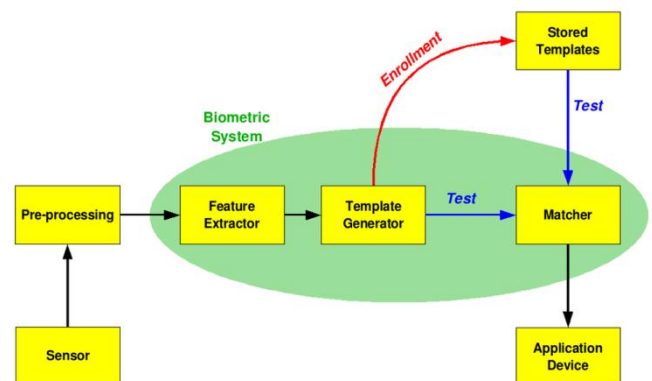 Stored
Templates
Enrollment
Test
Biometric
System
Pre-processing
Feature
Extractor
Template
Generator
Test
Matcher
Sensor
Application
Device